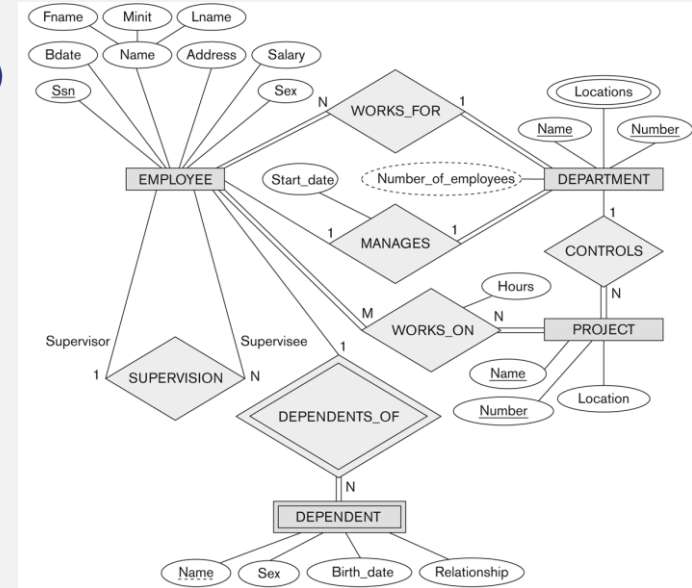 Fname Minit Lname
Bdate Name Address Salary
Ssn Sex
N WORKS_FOR 1
Locations
Name Number
EMPLOYEE Start_date Number_of_employees DEPARTMENT
1 MANAGES 1
1
CONTROLS
N
Hours
M WORKS_ON N PROJECT
Supervisor Supervisee
1 SUPERVISION N
1
Name
Number Location
DEPENDENTS_OF
N
DEPENDENT
Name Sex Birth_date Relationship